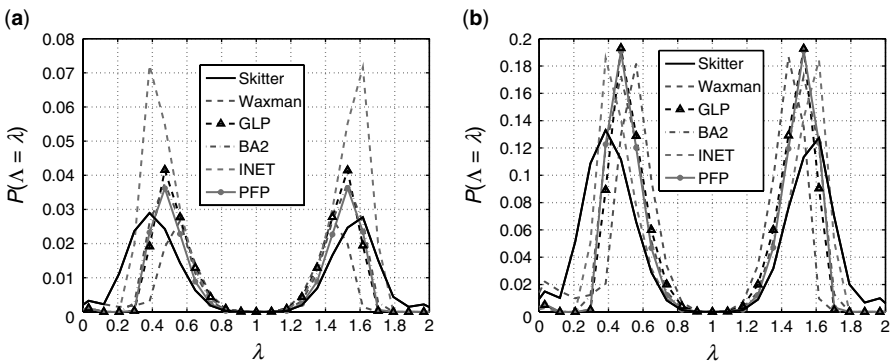 (a)
P(Λ = λ)
0.08
0.07
0.06
0.05
0.04
0.03
0.02
0.01
0
0 0.2 0.4 0.6 0.8 1 1.2 1.4 1.6 1.8 2
λ
Skitter
Waxman
GLP
BA2
INET
PFP
(b)
P(Λ = λ)
0.2
0.18
0.16
0.14
0.12
0.1
0.08
0.06
0.04
0.02
0
0 0.2 0.4 0.6 0.8 1 1.2 1.4 1.6 1.8 2
λ
Skitter
Waxman
GLP
BA2
INET
PFP